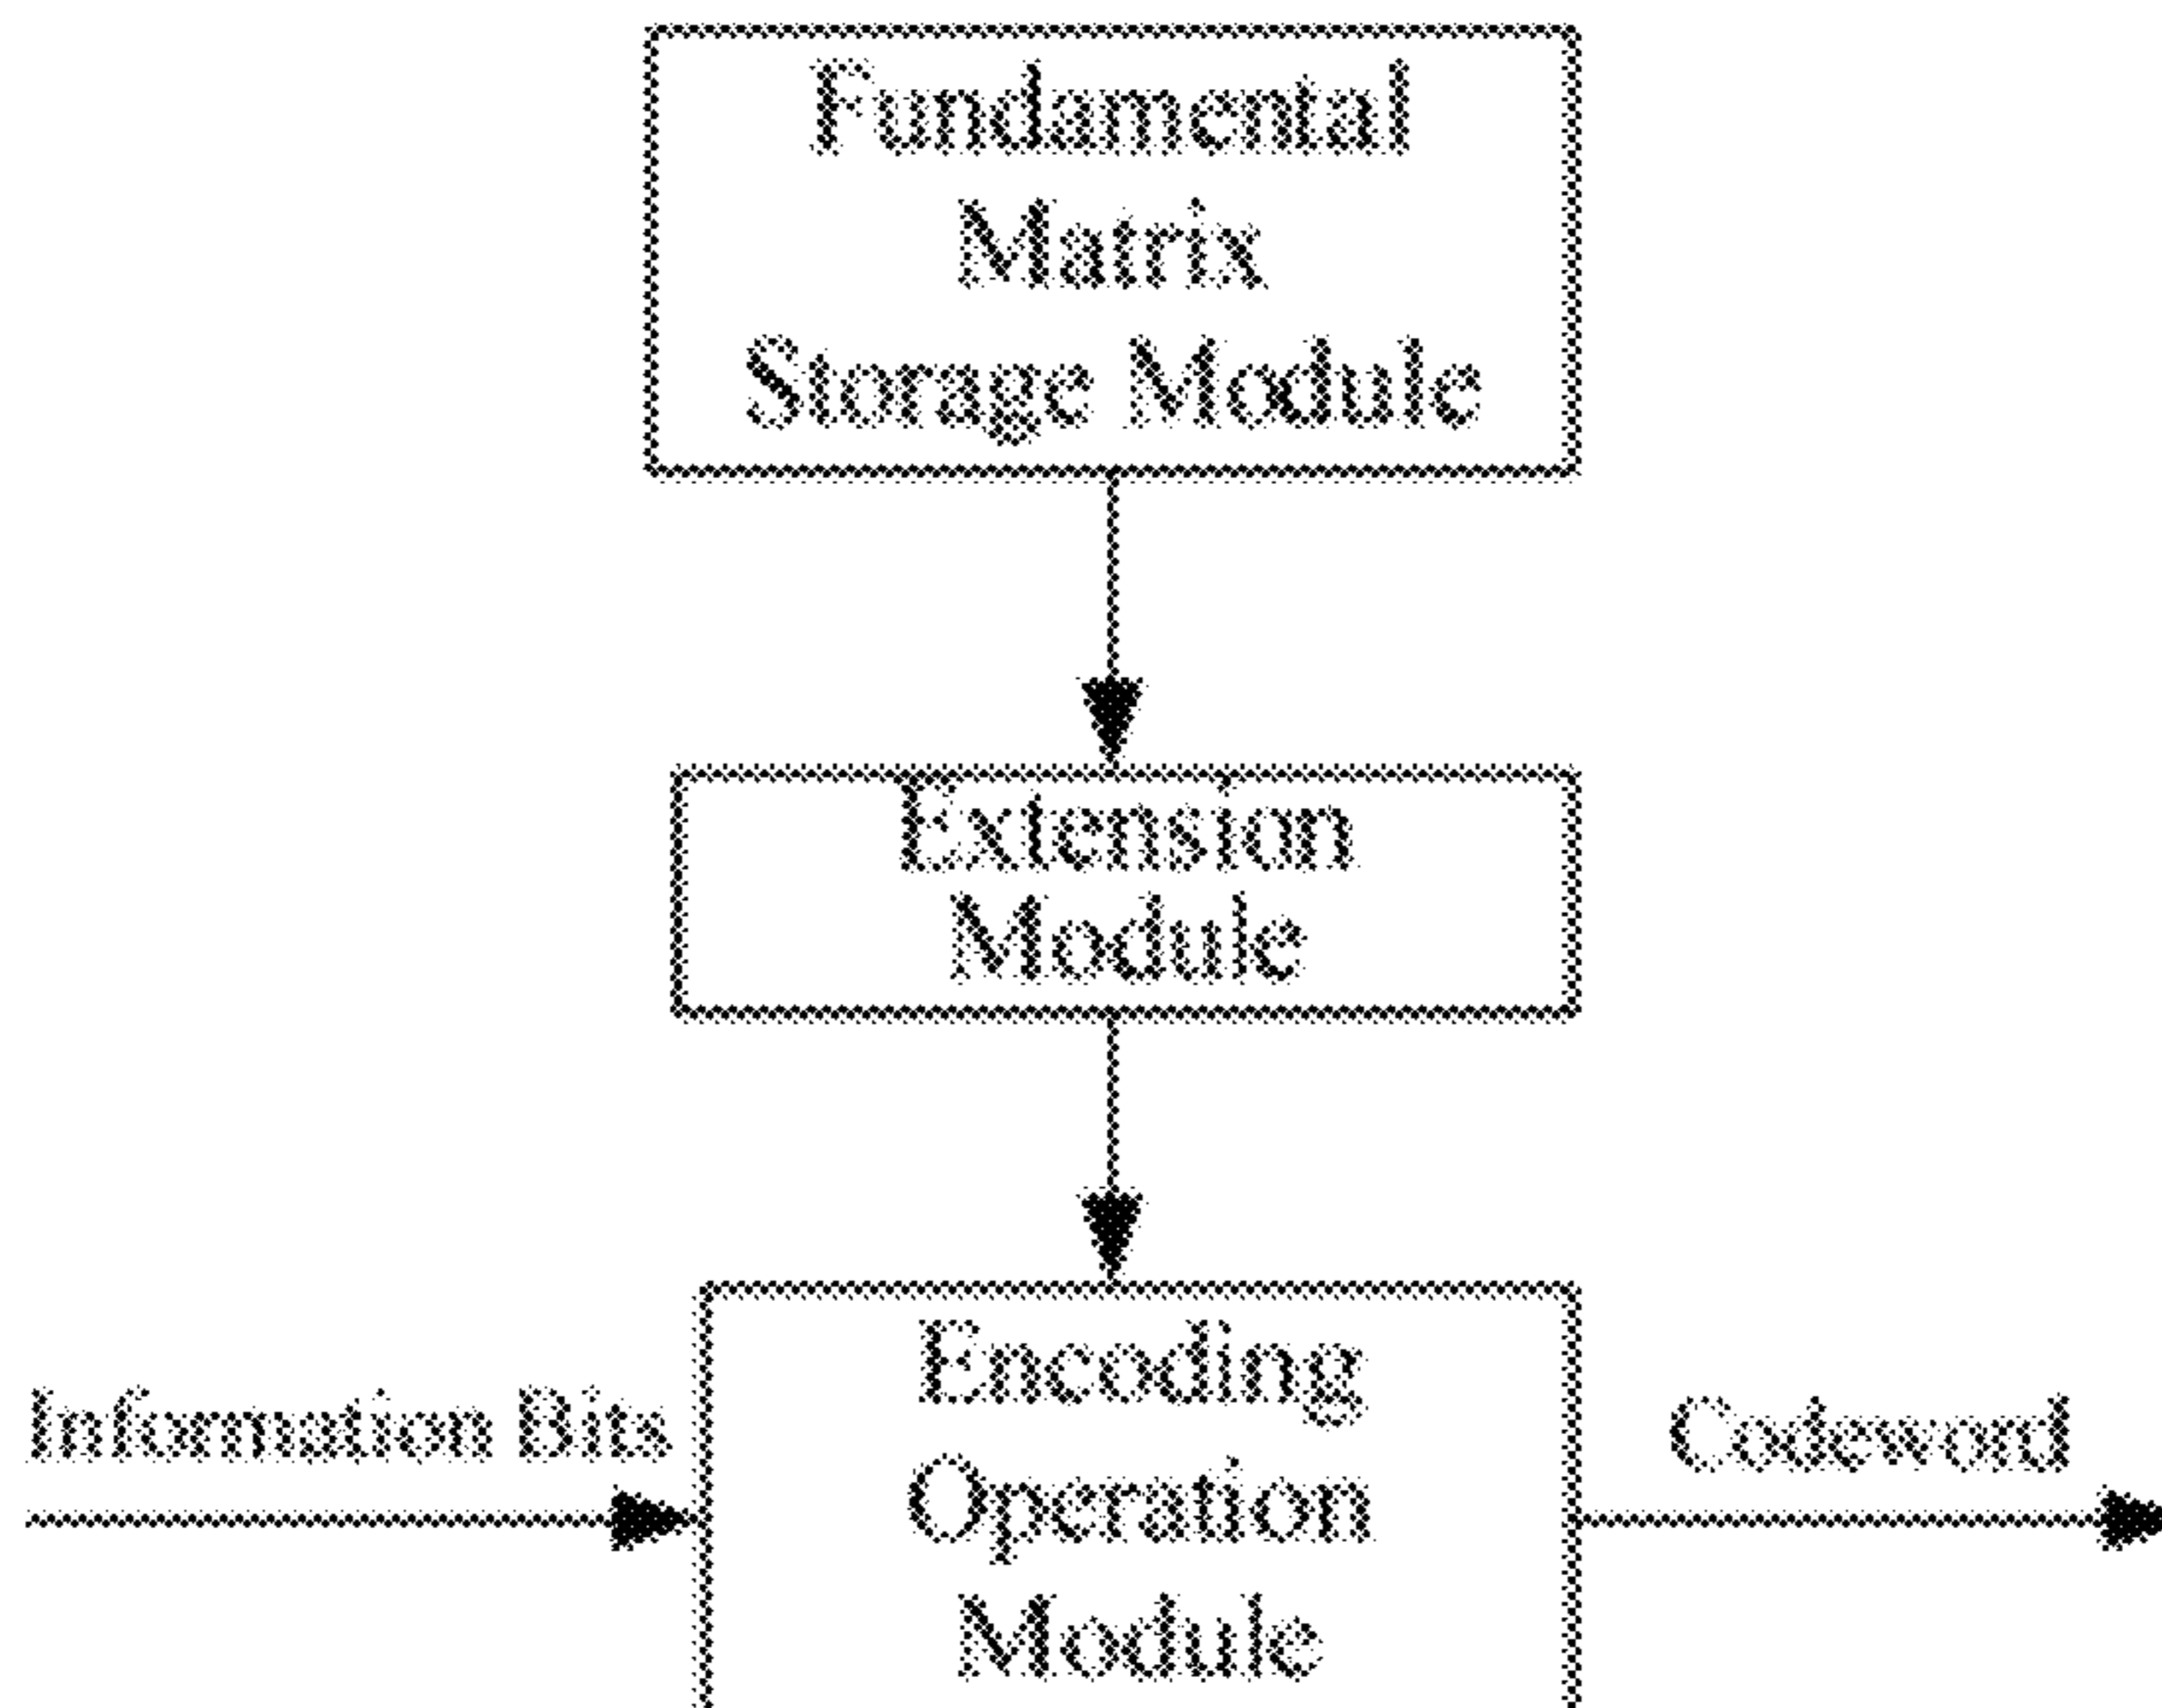 Fundamental
Matrix
Storage Module
Extension
Module
Encoding
Operation
Module
Information Bits
Codeword